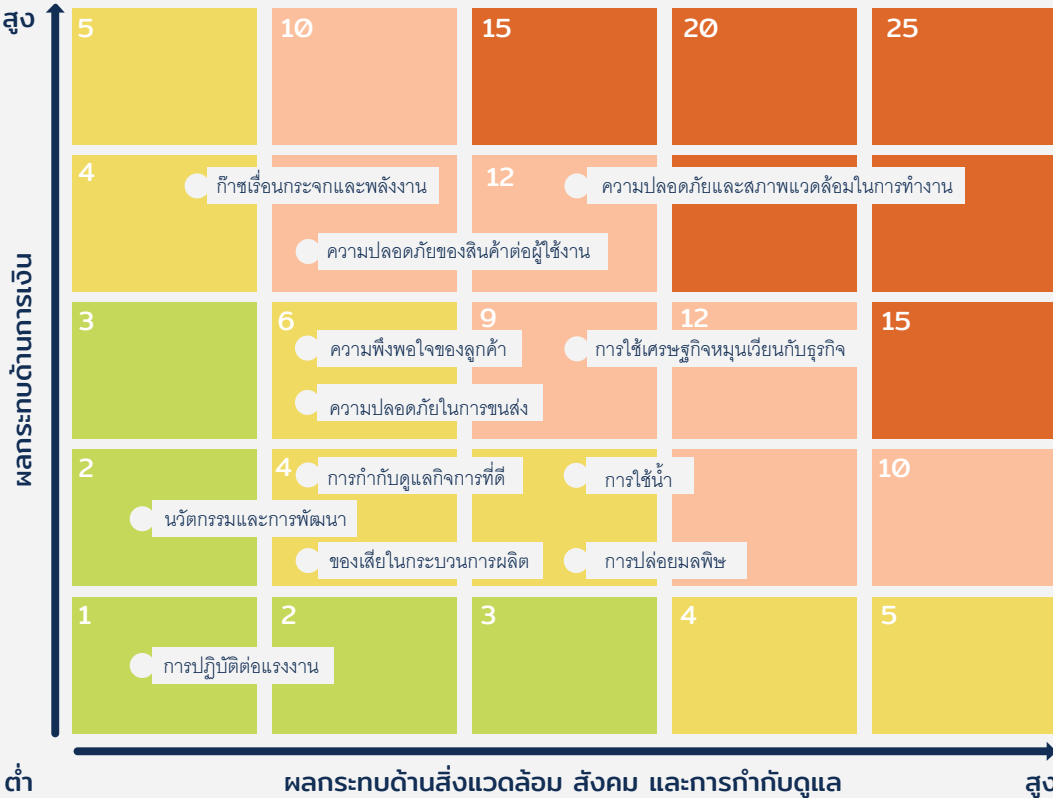 สูง
5
10
15
20
25
4
12
ก๊าซเรื่อนกระจกและพลังงาน
ความปลอดภัยและสภาพแวดล้อมในการทำงาน
ความปลอดภัยของสินค้าต่อผู้ใช้งาน
ผลกระทบด้านการเงิน
3
6
9
12
15
ความพึงพอใจของลูกค้า
การใช้เศรษฐกิจหมุนเวียนกับธุรกิจ
ความปลอดภัยในการขนส่ง
2
4
10
การกำกับดูแลกิจการที่ดี
การใช้น้ำ
นวัตกรรมและการพัฒนา
ของเสียในกระบวนการผลิต
การปล่อยมลพิษ
1
2
3
4
5
การปฏิบัติต่อแรงงาน
ต่ำ
ผลกระทบด้านสิ่งแวดล้อม สังคม และการกำกับดูแล
สูง